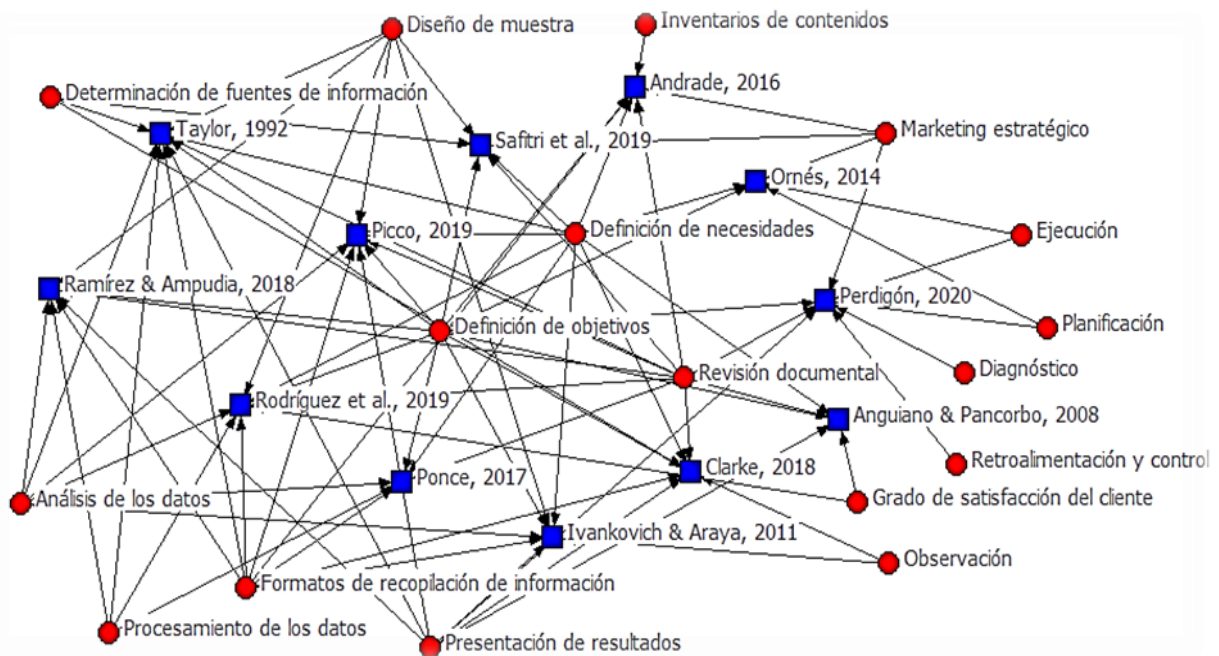 Diseño de muestra
Inventarios de contenidos
Determinación de fuentes de información
Andrade, 2016
Taylor, 1992
Safitri et al., 2019
Marketing estratégico
Ornés, 2014
Picco, 2019
Definición de necesidades
Ejecución
Ramírez & Ampudia, 2018
Perdigón, 2020
Definición de objetivos
Planificación
Revisión documental
Diagnóstico
Rodríguez et al., 2019
Anguiano & Pancorbo, 2008
Ponce, 2017
Clarke, 2018
Retroalimentación y control
Análisis de los datos
Grado de satisfacción del cliente
Ivankovich & Araya, 2011
Observación
Formatos de recopilación de información
Procesamiento de los datos
Presentación de resultados